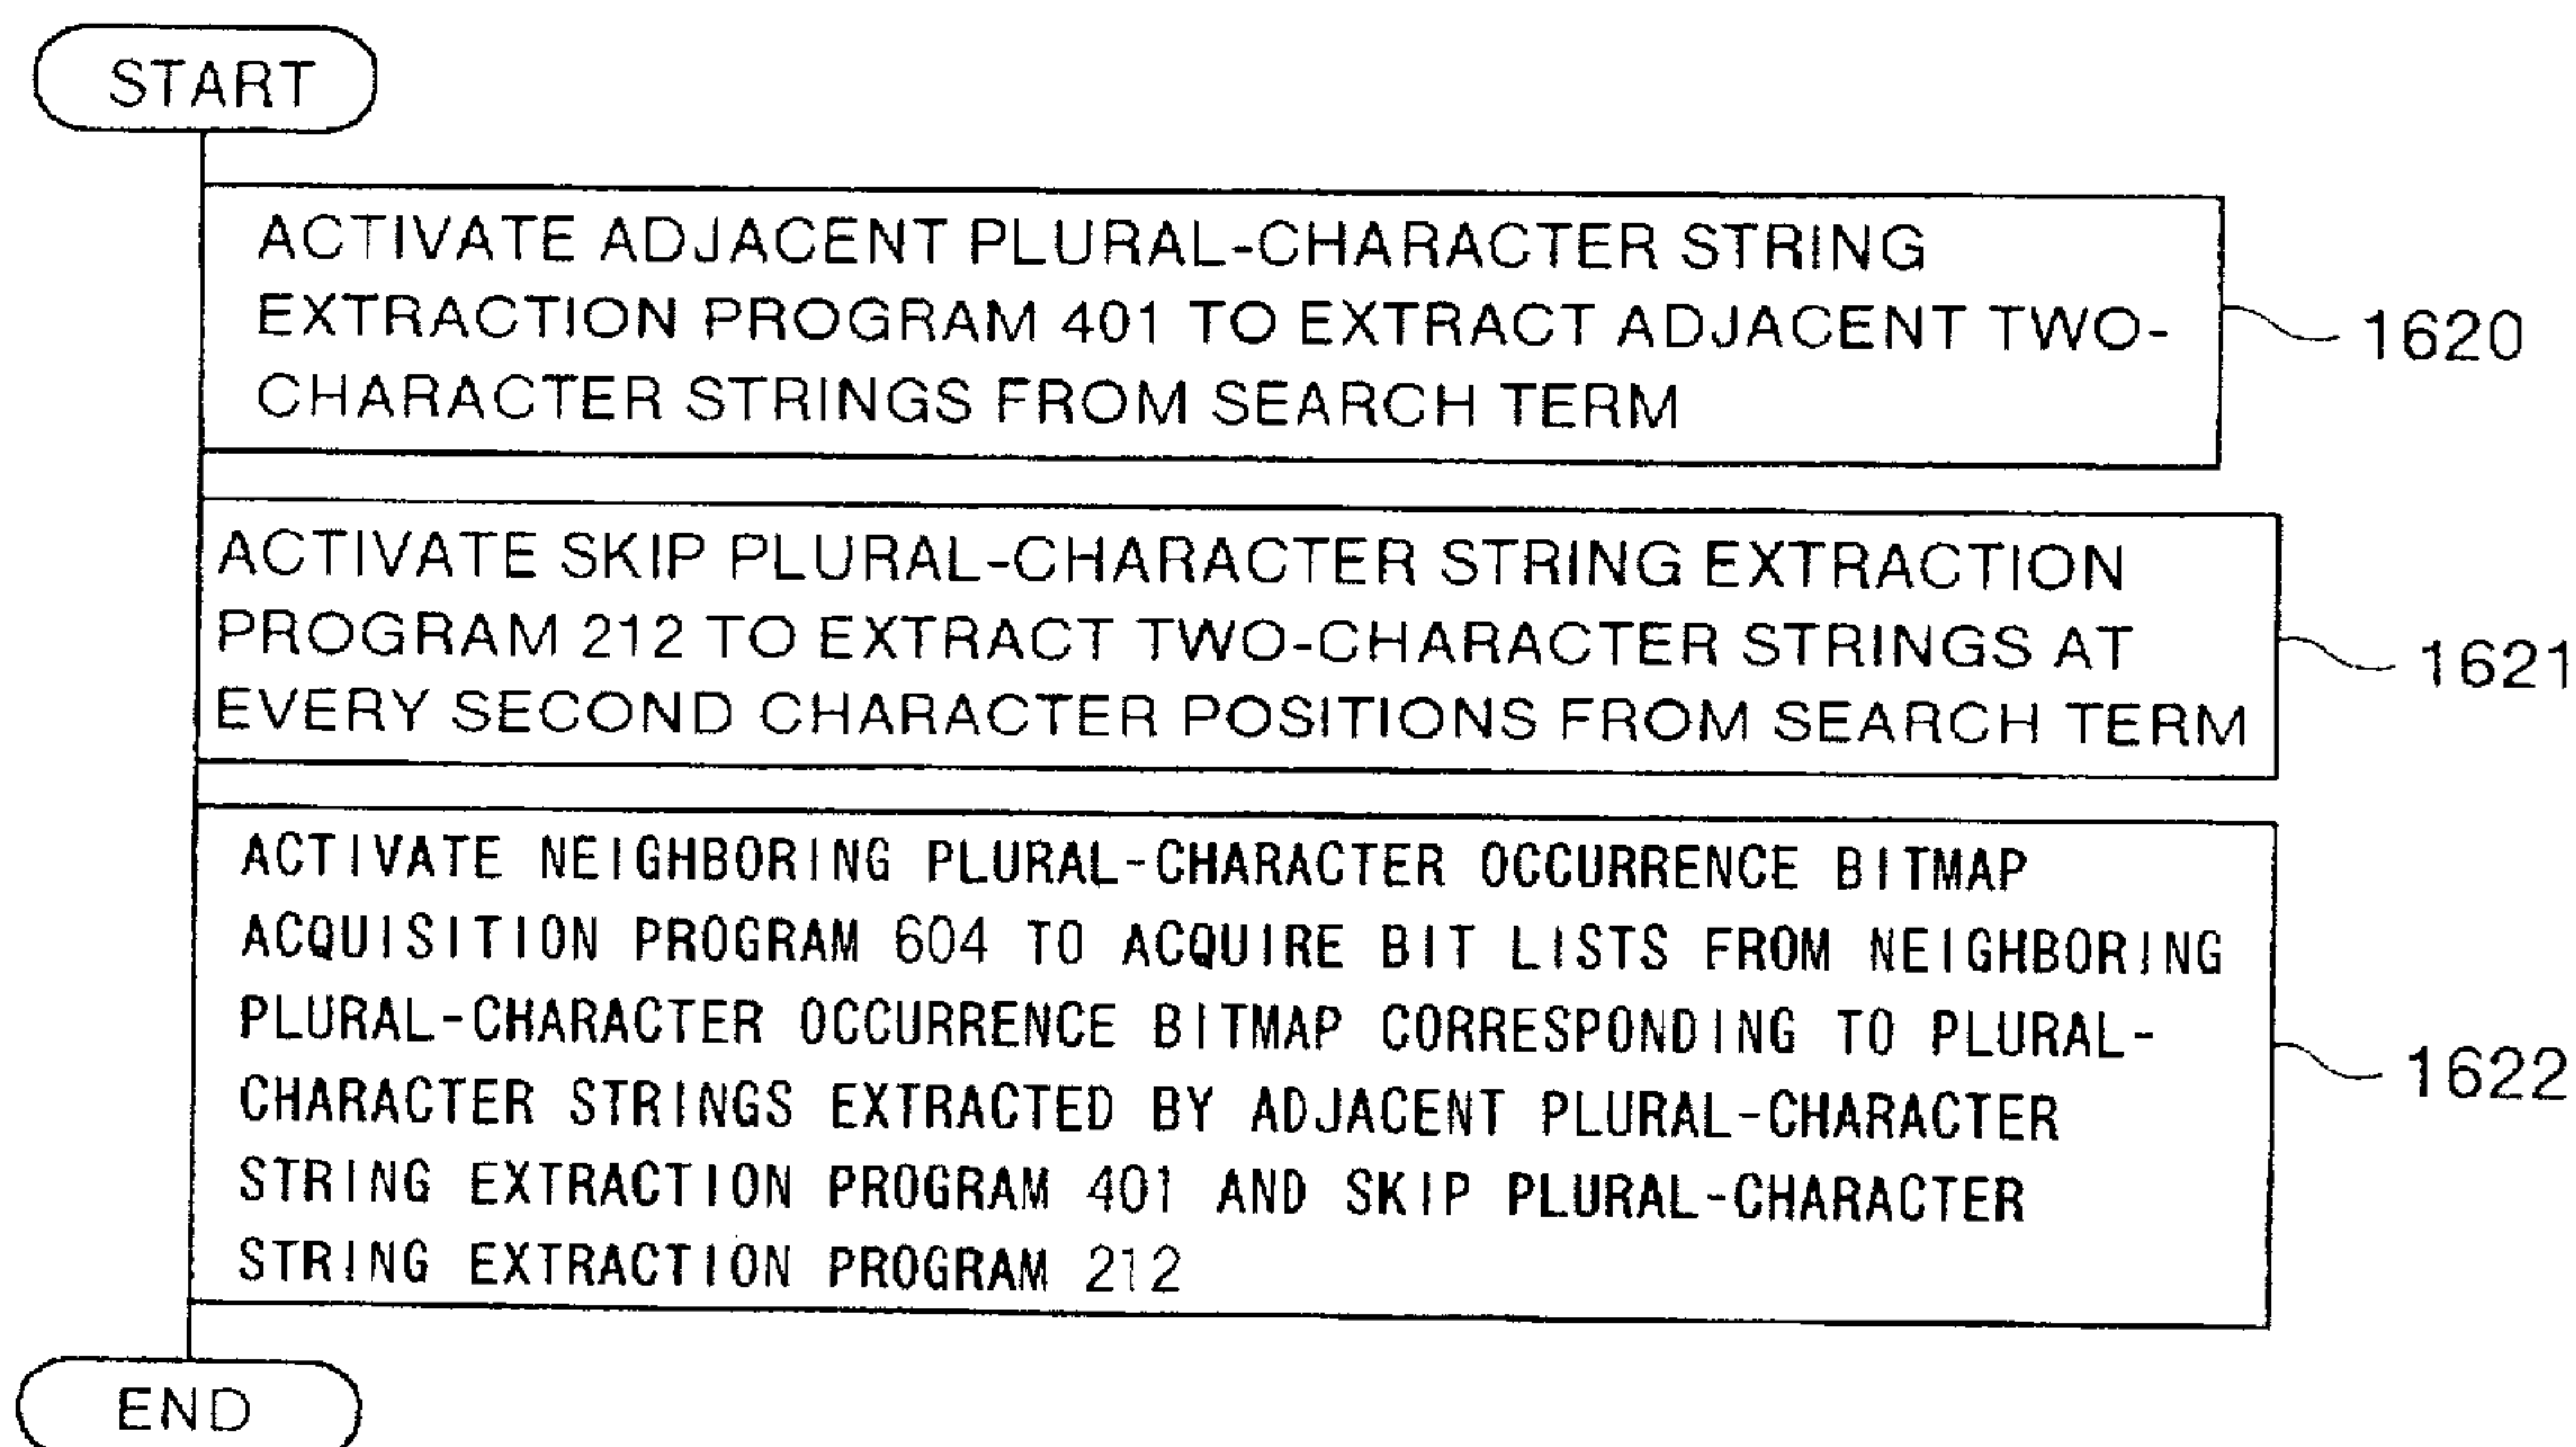 START
ACTIVATE ADJACENT PLURAL-CHARACTER STRING
EXTRACTION PROGRAM 401 TO EXTRACT ADJACENT TWO-
CHARACTER STRINGS FROM SEARCH TERM
1620
ACTIVATE SKIP PLURAL-CHARACTER STRING EXTRACTION
PROGRAM 212 TO EXTRACT TWO-CHARACTER STRINGS AT
EVERY SECOND CHARACTER POSITIONS FROM SEARCH TERM
1621
ACTIVATE NEIGHBORING PLURAL-CHARACTER OCCURRENCE BITMAP
ACQUISITION PROGRAM 604 TO ACQUIRE BIT LISTS FROM NEIGHBORING
PLURAL-CHARACTER OCCURRENCE BITMAP CORRESPONDING TO PLURAL-
CHARACTER STRINGS EXTRACTED BY ADJACENT PLURAL-CHARACTER
STRING EXTRACTION PROGRAM 401 AND SKIP PLURAL-CHARACTER
STRING EXTRACTION PROGRAM 212
1622
END